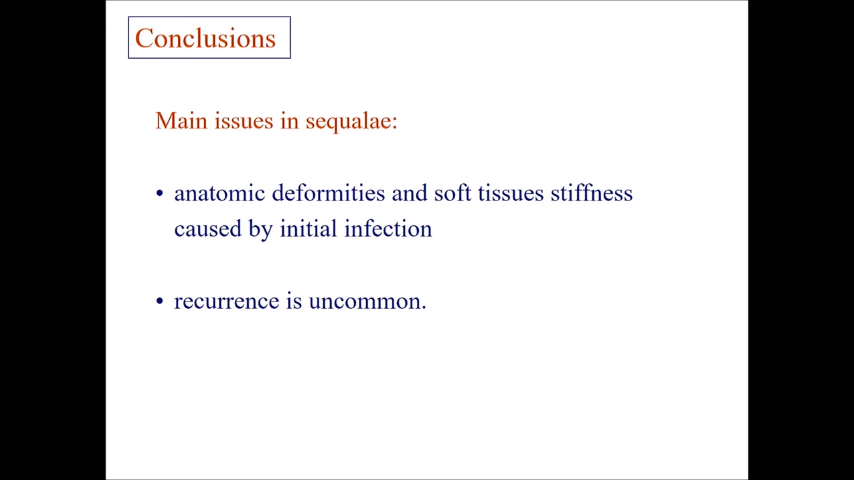 Conclusions
Main issues in sequalae:
• anatomic deformities and soft tissues stiffness
caused by initial infection
• recurrence is uncommon.